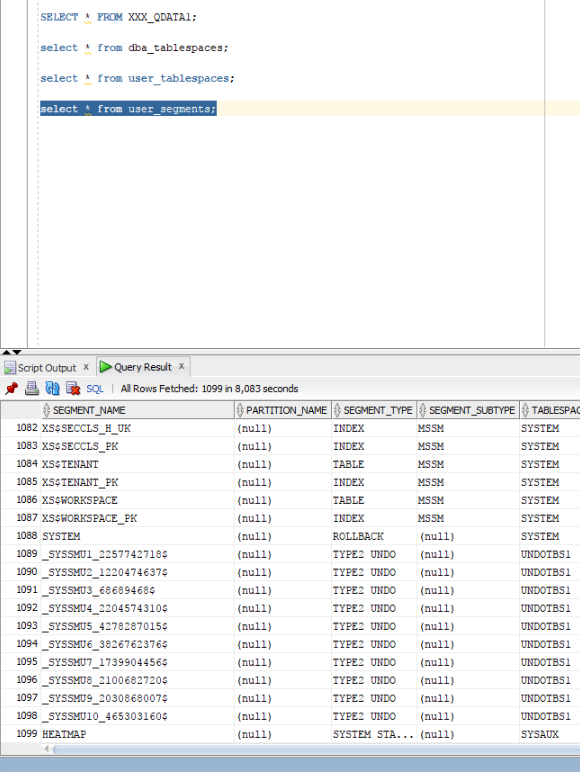 SELECT * FROM XXX_QDATA1;
select * from dba_tablespaces;
select * from user_tablespaces;
select * from user_segments;
Script Output x Query Result x
SQL | All Rows Fetched: 1099 in 8,083 seconds
SEGMENT_NAME PARTITION_NAME SEGMENT_TYPE SEGMENT_SUBTYPE TABLESPAC
1082 XS$SECCLS_H_UK (null) INDEX MSSM SYSTEM
1083 XS$SECCLS_PK (null) INDEX MSSM SYSTEM
1084 XS$TENANT (null) TABLE MSSM SYSTEM
1085 XS$TENANT_PK (null) INDEX MSSM SYSTEM
1086 XS$WORKSPACE (null) TABLE MSSM SYSTEM
1087 XS$WORKSPACE_PK (null) INDEX MSSM SYSTEM
1088 SYSTEM (null) ROLLBACK (null) SYSTEM
1089 _SYSSMU1_2257742718$ (null) TYPE2 UNDO (null) UNDOTBS1
1090 _SYSSMU2_1220474637$ (null) TYPE2 UNDO (null) UNDOTBS1
1091 _SYSSMU3_68689468$ (null) TYPE2 UNDO (null) UNDOTBS1
1092 _SYSSMU4_2204574310$ (null) TYPE2 UNDO (null) UNDOTBS1
1093 _SYSSMU5_4278287015$ (null) TYPE2 UNDO (null) UNDOTBS1
1094 _SYSSMU6_3826762376$ (null) TYPE2 UNDO (null) UNDOTBS1
1095 _SYSSMU7_1739904456$ (null) TYPE2 UNDO (null) UNDOTBS1
1096 _SYSSMU8_2100682720$ (null) TYPE2 UNDO (null) UNDOTBS1
1097 _SYSSMU9_2030868007$ (null) TYPE2 UNDO (null) UNDOTBS1
1098 _SYSSMU10_465303160$ (null) TYPE2 UNDO (null) UNDOTBS1
1099 HEATMAP (null) SYSTEM STA... (null) SYSAUX